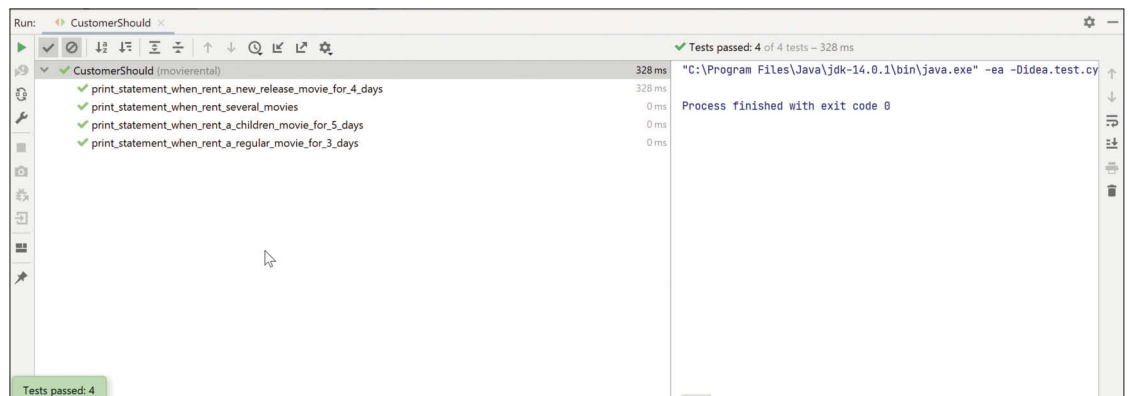 Run: CustomerShould
Tests passed: 4 of 4 tests – 328 ms
CustomerShould (movierental) 328 ms
print_statement_when_rent_a_new_release_movie_for_4_days 328 ms
print_statement_when_rent_several_movies 0 ms
print_statement_when_rent_a_children_movie_for_5_days 0 ms
print_statement_when_rent_a_regular_movie_for_3_days 0 ms
"C:\Program Files\Java\jdk-14.0.1\bin\java.exe" -ea -Didea.test.cy
Process finished with exit code 0
Tests passed: 4